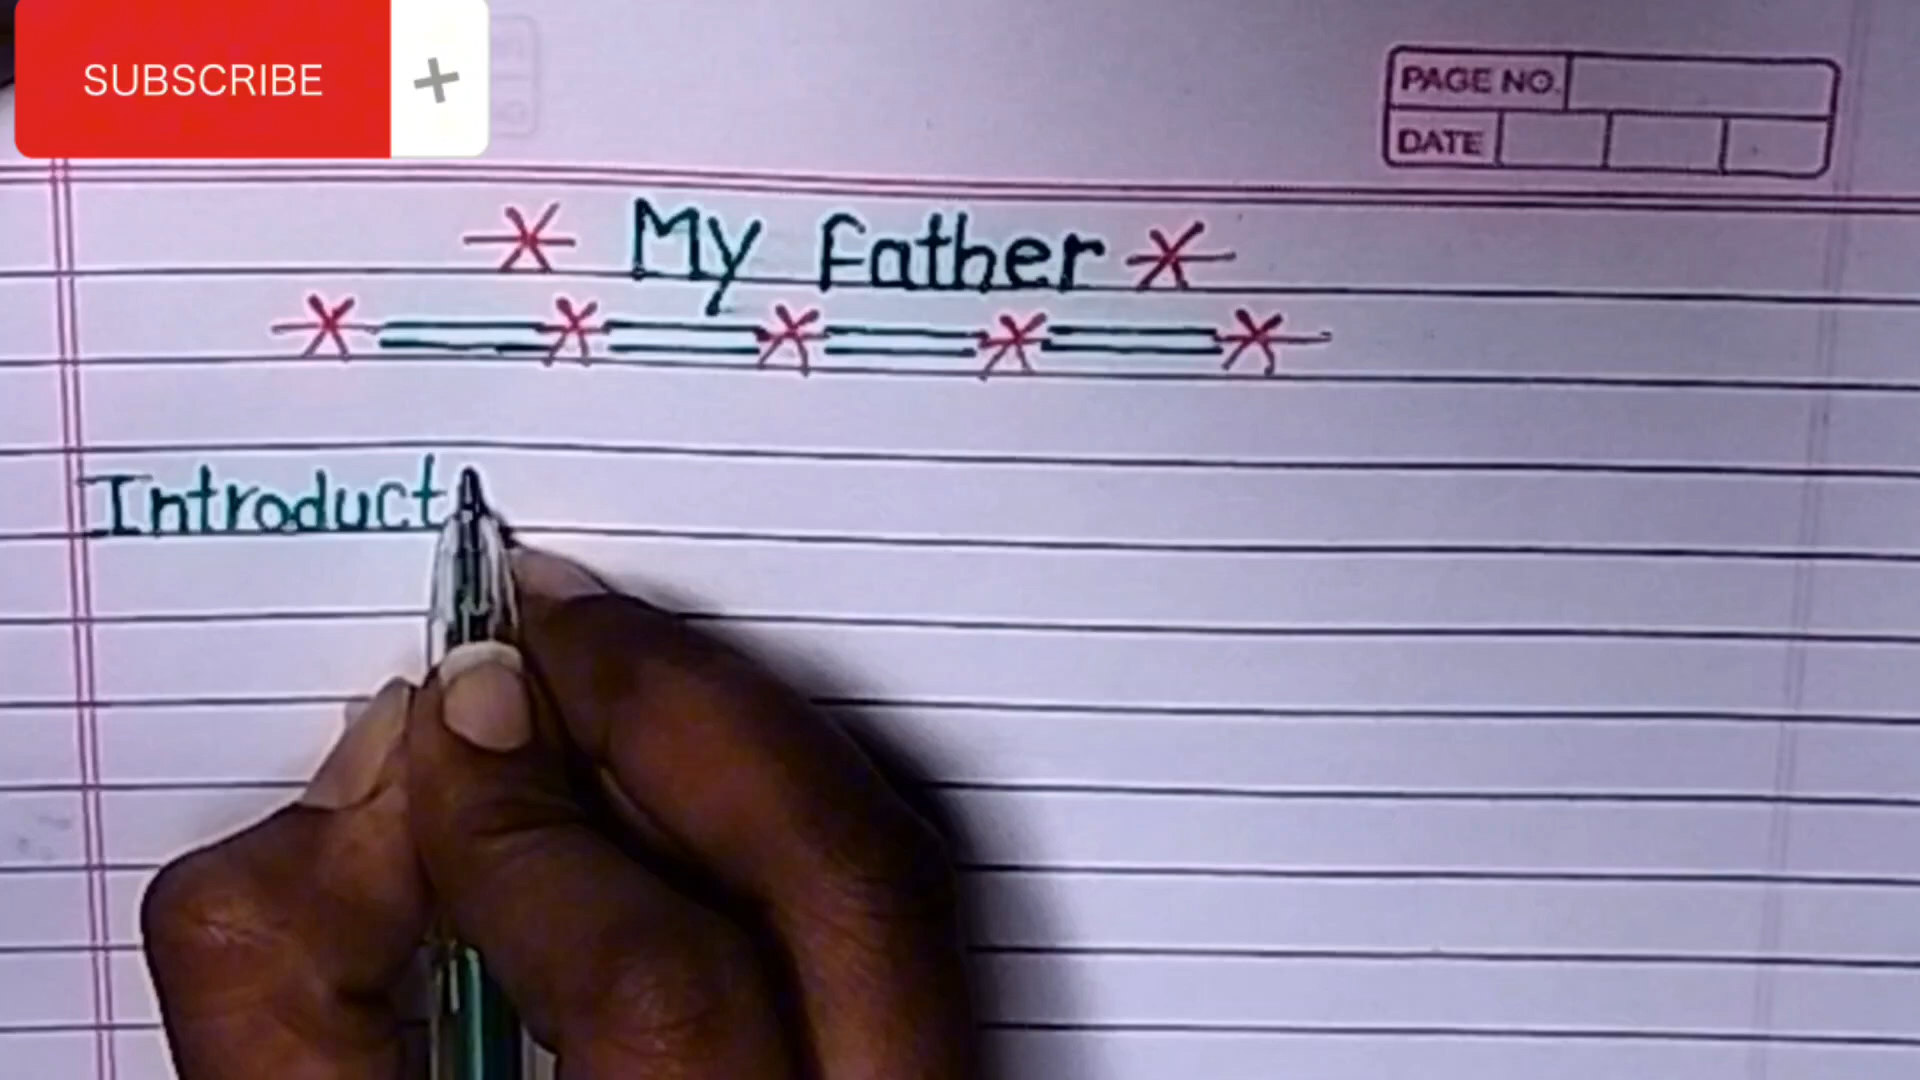 SUBSCRIBE +
PAGE NO.
DATE
My Father
Introduct